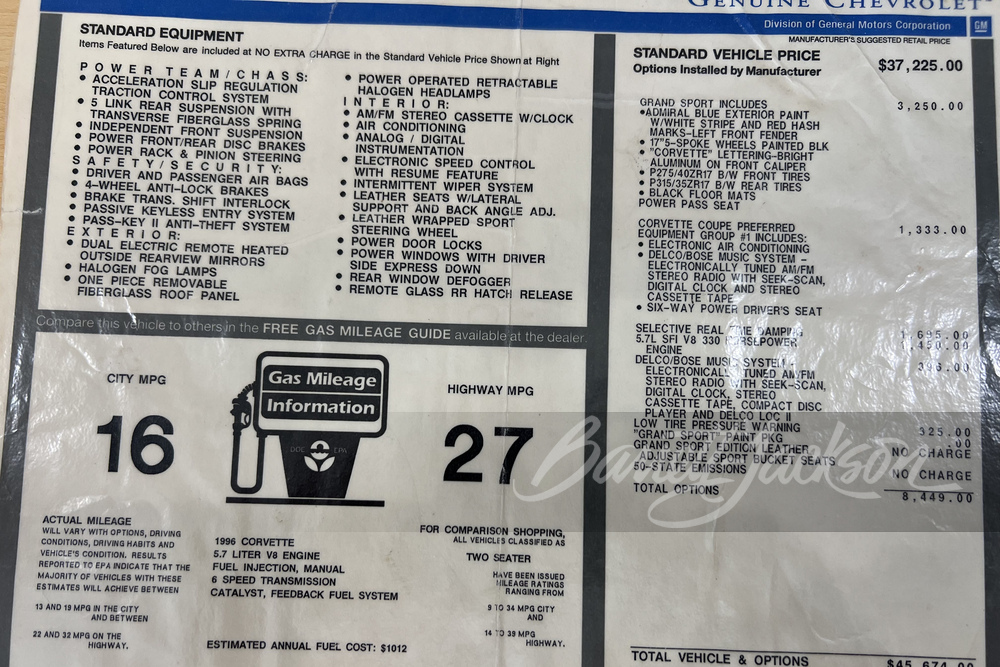 GENUINE CHEVROLET
Division of General Motors Corporation
GM
MANUFACTURER'S SUGGESTED RETAIL PRICE
STANDARD EQUIPMENT
Items Featured Below are included at NO EXTRA CHARGE in the Standard Vehicle Price Shown at Right
POWER TEAM/CHASS:
• ACCELERATION SLIP REGULATION
TRACTION CONTROL SYSTEM
• 5 LINK REAR SUSPENSION WITH
TRANSVERSE FIBERGLASS SPRING
• INDEPENDENT FRONT SUSPENSION
• POWER FRONT/REAR DISC BRAKES
• POWER RACK & PINION STEERING
SAFETY/SECURITY:
• DRIVER AND PASSENGER AIR BAGS
• 4-WHEEL ANTI-LOCK BRAKES
• BRAKE TRANS. SHIFT INTERLOCK
• PASSIVE KEYLESS ENTRY SYSTEM
• PASS-KEY II ANTI-THEFT SYSTEM
EXTERIOR:
• DUAL ELECTRIC REMOTE HEATED
OUTSIDE REARVIEW MIRRORS
• HALOGEN FOG LAMPS
• ONE PIECE REMOVABLE
FIBERGLASS ROOF PANEL
• POWER OPERATED RETRACTABLE
HALOGEN HEADLAMPS
INTERIOR:
• AM/FM STEREO CASSETTE W/CLOCK
• AIR CONDITIONING
• ANALOG / DIGITAL
INSTRUMENTATION
• ELECTRONIC SPEED CONTROL
WITH RESUME FEATURE
• INTERMITTENT WIPER SYSTEM
• LEATHER SEATS W/LATERAL
SUPPORT AND BACK ANGLE ADJ.
• LEATHER WRAPPED SPORT
STEERING WHEEL
• POWER DOOR LOCKS
• POWER WINDOWS WITH DRIVER
SIDE EXPRESS DOWN
• REAR WINDOW DEFOGGER
• REMOTE GLASS RR HATCH RELEASE
Compare this vehicle to others in the FREE GAS MILEAGE GUIDE available at the dealer.
CITY MPG
16
Gas Mileage
Information
DOE EPA
HIGHWAY MPG
27
ACTUAL MILEAGE
WILL VARY WITH OPTIONS, DRIVING
CONDITIONS, DRIVING HABITS AND
VEHICLE'S CONDITION. RESULTS
REPORTED TO EPA INDICATE THAT THE
MAJORITY OF VEHICLES WITH THESE
ESTIMATES WILL ACHIEVE BETWEEN
13 AND 19 MPG IN THE CITY
AND BETWEEN
22 AND 32 MPG ON THE
HIGHWAY.
1996 CORVETTE
5.7 LITER V8 ENGINE
FUEL INJECTION, MANUAL
6 SPEED TRANSMISSION
CATALYST, FEEDBACK FUEL SYSTEM
ESTIMATED ANNUAL FUEL COST: $1012
FOR COMPARISON SHOPPING,
ALL VEHICLES CLASSIFIED AS
TWO SEATER
HAVE BEEN ISSUED
MILEAGE RATINGS
RANGING FROM
9 TO 34 MPG CITY
AND
14 TO 39 MPG
HIGHWAY.
STANDARD VEHICLE PRICE $37,225.00
Options Installed by Manufacturer
GRAND SPORT INCLUDES 3,250.00
•ADMIRAL BLUE EXTERIOR PAINT
W/WHITE STRIPE AND RED HASH
MARKS-LEFT FRONT FENDER
• 17"5-SPOKE WHEELS PAINTED BLK
• "CORVETTE" LETTERING-BRIGHT
ALUMINUM ON FRONT CALIPER
• P275/40ZR17 B/W FRONT TIRES
• P315/35ZR17 B/W REAR TIRES
• BLACK FLOOR MATS
POWER PASS SEAT
CORVETTE COUPE PREFERRED 1,333.00
EQUIPMENT GROUP #1 INCLUDES:
• ELECTRONIC AIR CONDITIONING
• DELCO/BOSE MUSIC SYSTEM -
ELECTRONICALLY TUNED AM/FM
STEREO RADIO WITH SEEK-SCAN,
DIGITAL CLOCK AND STEREO
CASSETTE TAPE
• SIX-WAY POWER DRIVER'S SEAT
SELECTIVE REAL TIME DAMPING 1,695.00
5.7L SFI V8 330 HORSEPOWER 1,450.00
ENGINE
DELCO/BOSE MUSIC SYSTEM- 396.00
ELECTRONICALLY TUNED AM/FM
STEREO RADIO WITH SEEK-SCAN,
DIGITAL CLOCK, STEREO
CASSETTE TAPE, COMPACT DISC
PLAYER AND DELCO LOC II
LOW TIRE PRESSURE WARNING 325.00
"GRAND SPORT" PAINT PKG .00
GRAND SPORT EDITION LEATHER NO CHARGE
ADJUSTABLE SPORT BUCKET SEATS
50-STATE EMISSIONS NO CHARGE
TOTAL OPTIONS 8,449.00
Barrett-Jackson
TOTAL VEHICLE & OPTIONS $45,674.00